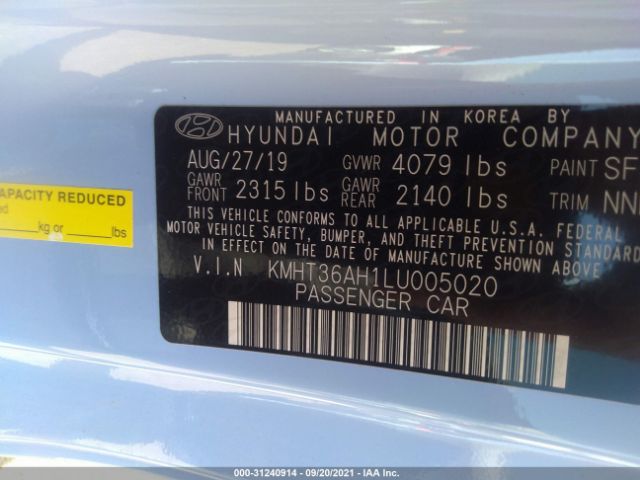 MANUFACTURED IN KOREA BY
HYUNDAI MOTOR COMPANY
AUG/27/19 GVWR 4079 lbs PAINT SF
GAWR FRONT 2315 lbs GAWR REAR 2140 lbs TRIM NN
THIS VEHICLE CONFORMS TO ALL APPLICABLE U.S.A. FEDERAL
MOTOR VEHICLE SAFETY, BUMPER, AND THEFT PREVENTION STANDARD
IN EFFECT ON THE DATE OF MANUFACTURE SHOWN ABOVE.
V.I.N KMHT36AH1LU005020
PASSENGER CAR
CAPACITY REDUCED
kg or lbs
000-31240914 - 09/20/2021 - IAA Inc.